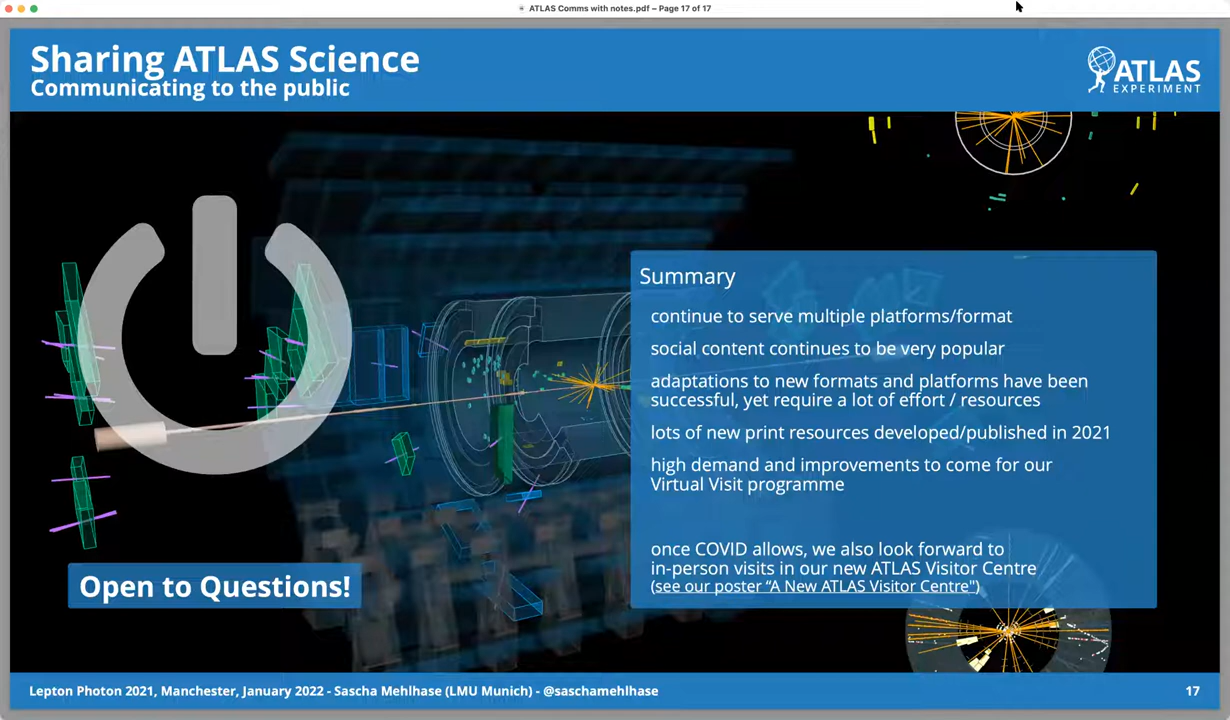 ATLAS Comms with notes.pdf – Page 17 of 17
Sharing ATLAS Science
Communicating to the public
ATLAS
EXPERIMENT
Summary
continue to serve multiple platforms/format
social content continues to be very popular
adaptations to new formats and platforms have been
successful, yet require a lot of effort / resources
lots of new print resources developed/published in 2021
high demand and improvements to come for our
Virtual Visit programme
once COVID allows, we also look forward to
in-person visits in our new ATLAS Visitor Centre
(see our poster “A New ATLAS Visitor Centre")
Open to Questions!
Lepton Photon 2021, Manchester, January 2022 - Sascha Mehlhase (LMU Munich) - @saschamehlhase
17